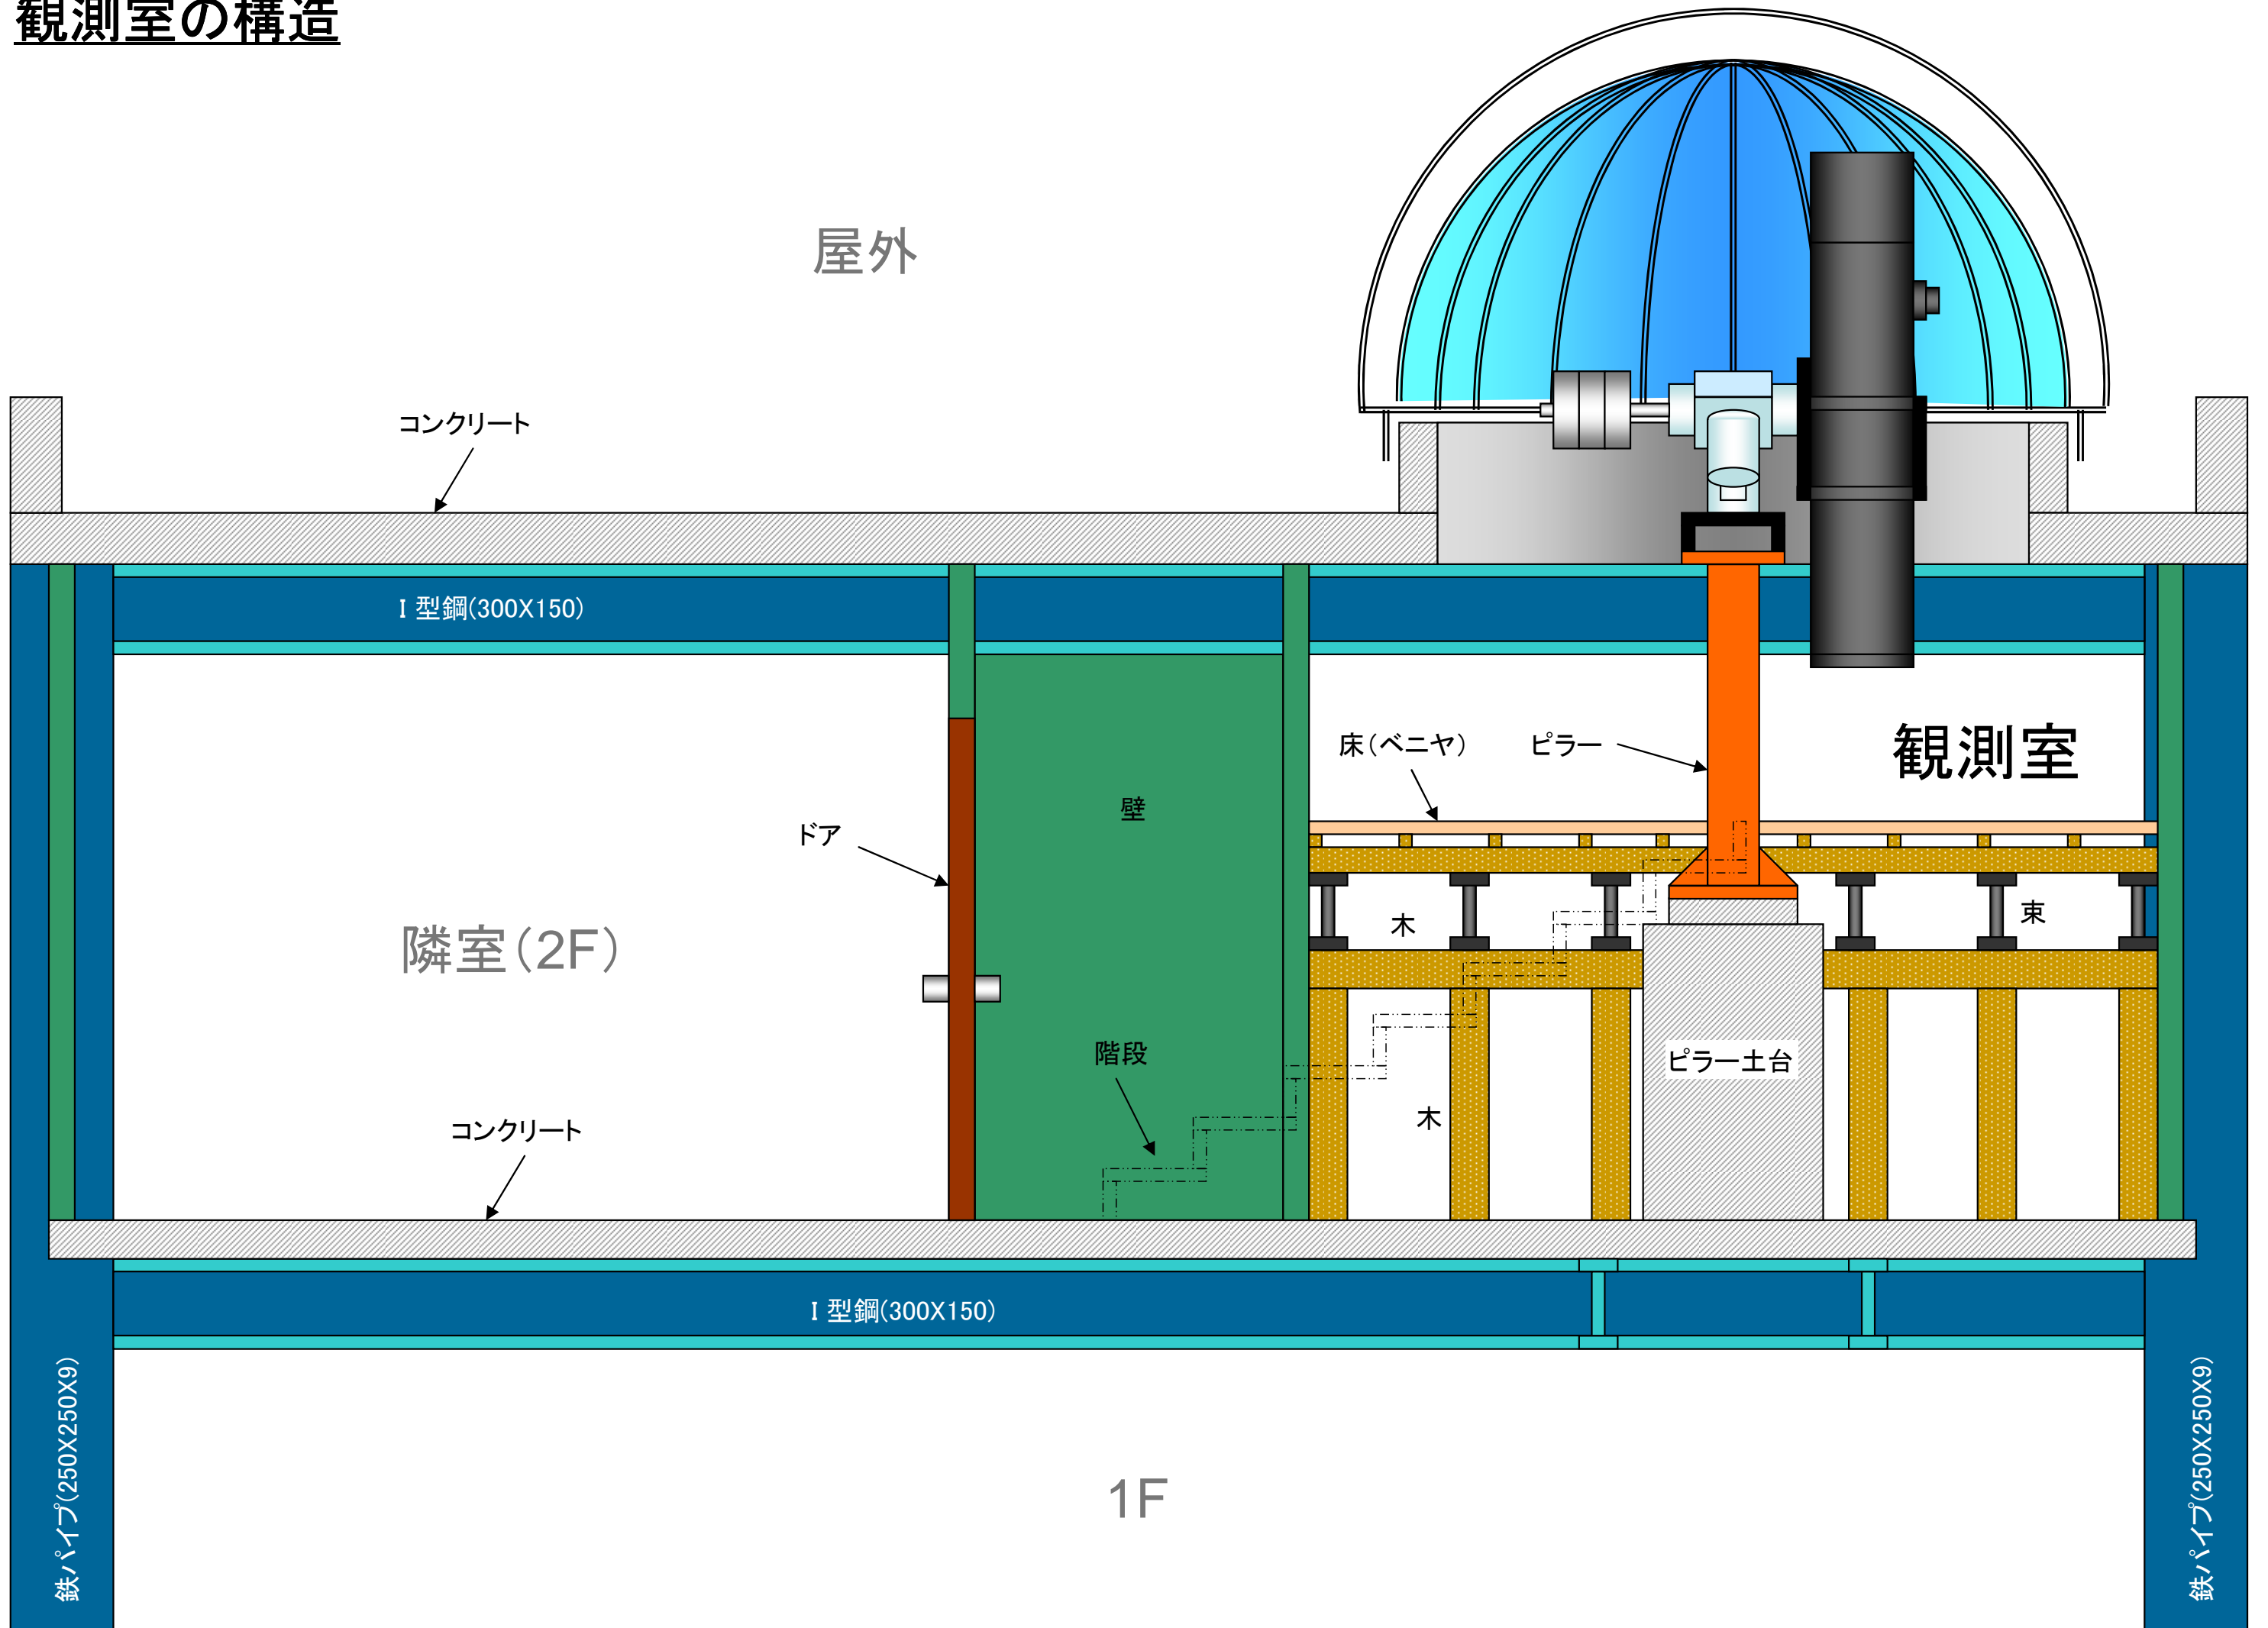 観測室の構造
屋外
コンクリート
I 型鋼(300X150)
床(ベニヤ)
ピラー
観測室
壁
ドア
木
束
隣室(2F)
階段
ピラー土台
木
コンクリート
I 型鋼(300X150)
鉄パイプ(250X250X9)
鉄パイプ(250X250X9)
1F